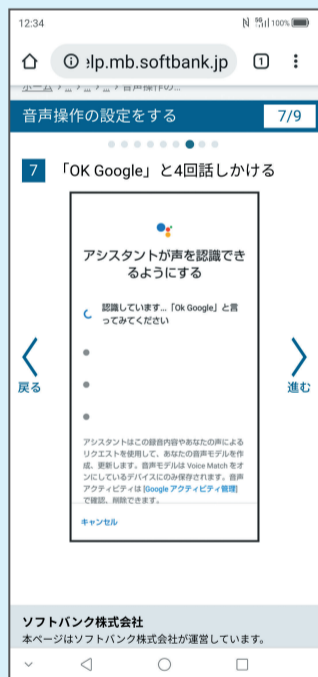 12:34
100%
elp.mb.softbank.jp
1
ホーム > ... > ... > ... > 音声操作の...
音声操作の設定をする
7/9
7 「OK Google」と4回話しかける
アシスタントが声を認識でき
るようにする
認識しています...「Ok Google」と言
ってみてください
アシスタントはこの録音内容やあなたの声による
リクエストを使用して、あなたの音声モデルを作
成、更新します。音声モデルは Voice Match をオ
ンにしているデバイスにのみ保存されます。音声
アクティビティは [Google アクティビティ管理]
で確認、削除できます。
キャンセル
戻る
進む
ソフトバンク株式会社
本ページはソフトバンク株式会社が運営しています。